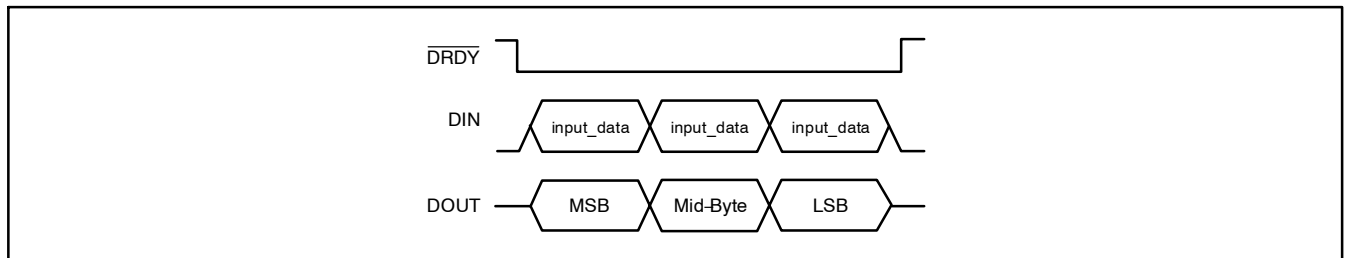 DRDY
DIN input_data input_data input_data
DOUT MSB Mid-Byte LSB